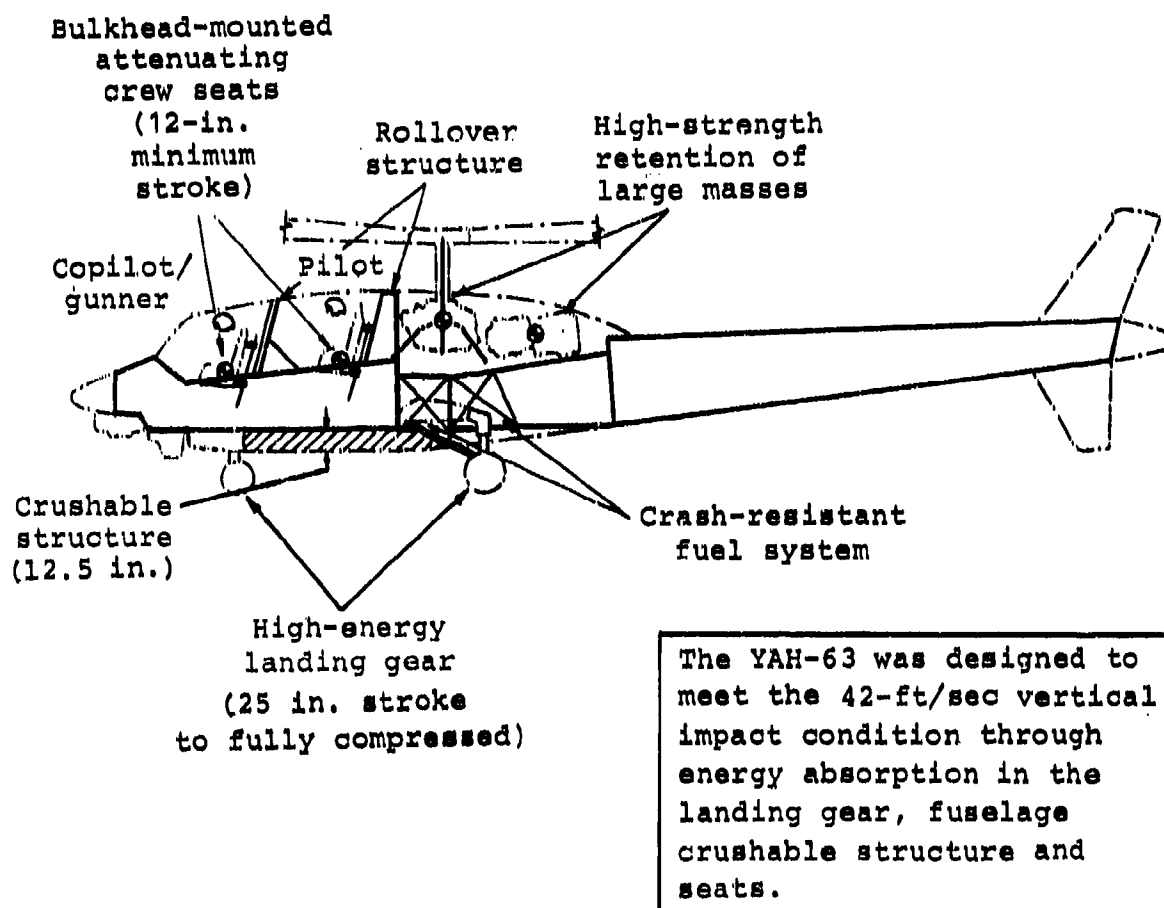 Bulkhead-mounted
attenuating
crew seats
(12-in.
minimum
stroke)
Rollover
structure
High-strength
retention of
large masses
Copilot/
gunner
Pilot
Crushable
structure
(12.5 in.)
Crash-resistant
fuel system
High-energy
landing gear
(25 in. stroke
to fully compressed)
The YAH-63 was designed to
meet the 42-ft/sec vertical
impact condition through
energy absorption in the
landing gear, fuselage
crushable structure and
seats.